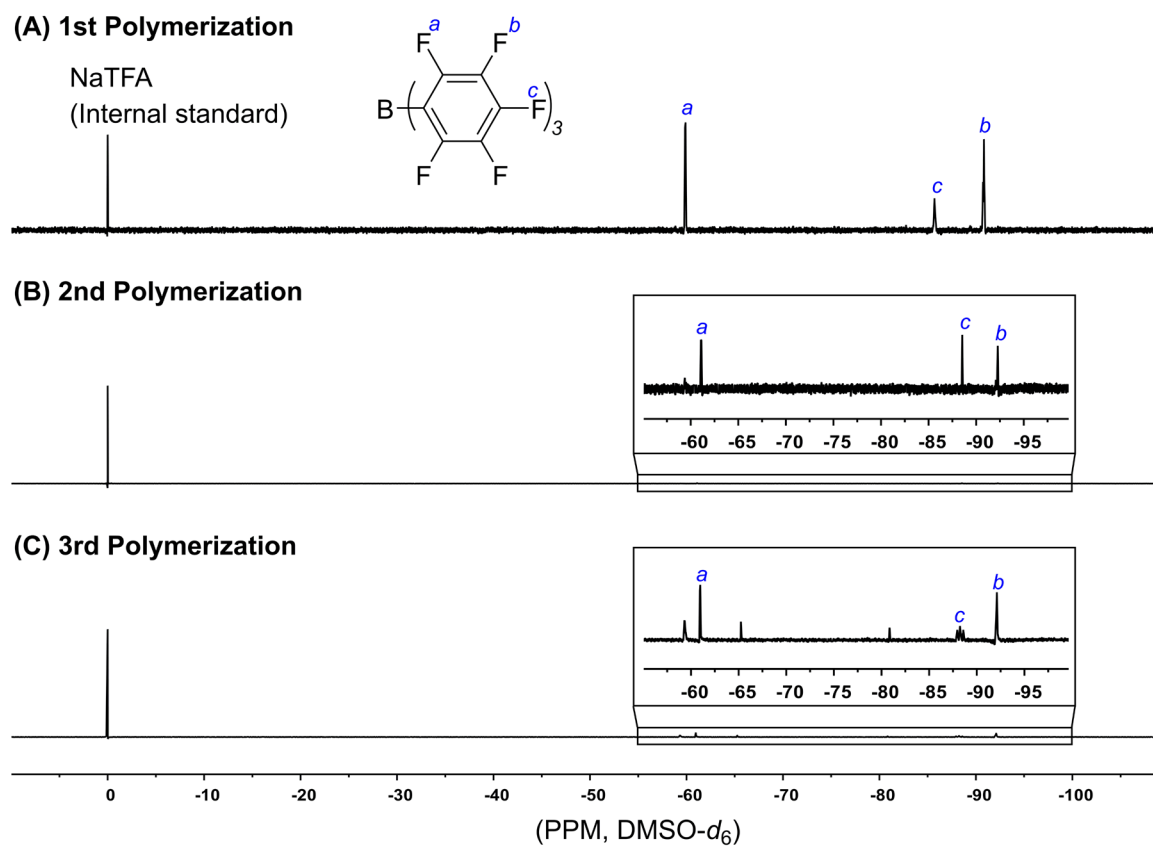 (A) 1st Polymerization
NaTFA
(Internal standard)
a
b
F
F
c
B
F
3
F
F
a
c
b
(B) 2nd Polymerization
a
c
b
-60 -65 -70 -75 -80 -85 -90 -95
(C) 3rd Polymerization
a
c
b
-60 -65 -70 -75 -80 -85 -90 -95
0 -10 -20 -30 -40 -50 -60 -70 -80 -90 -100
(PPM, DMSO-d6)